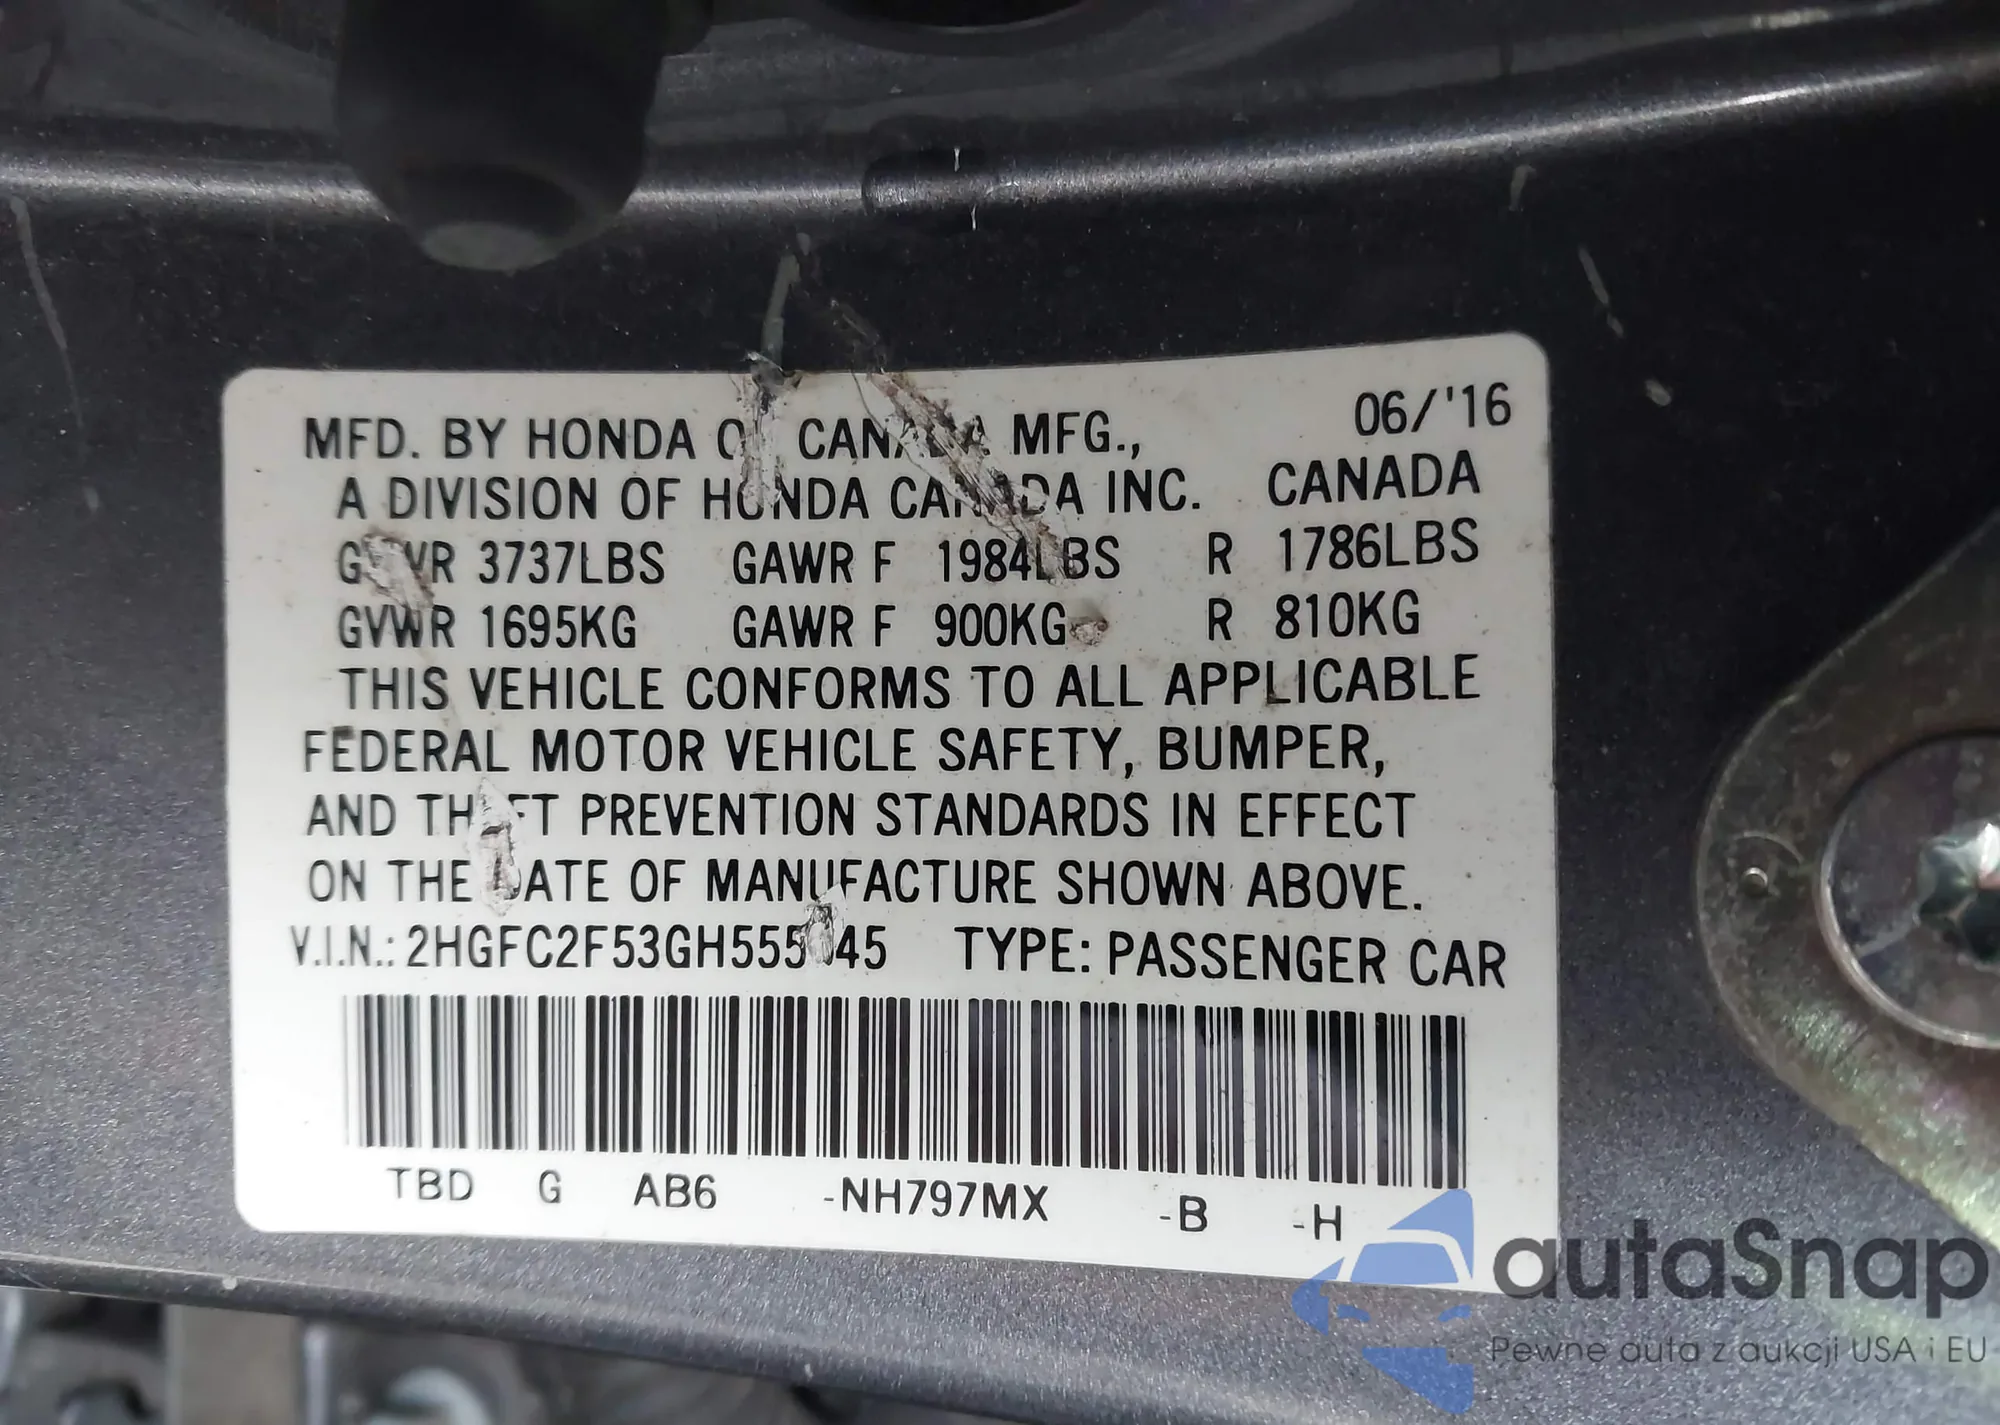 MFD. BY HONDA OF CANADA MFG., 06/'16
A DIVISION OF HONDA CANADA INC. CANADA
GVWR 3737LBS GAWR F 1984LBS R 1786LBS
GVWR 1695KG GAWR F 900KG R 810KG
THIS VEHICLE CONFORMS TO ALL APPLICABLE
FEDERAL MOTOR VEHICLE SAFETY, BUMPER,
AND THEFT PREVENTION STANDARDS IN EFFECT
ON THE DATE OF MANUFACTURE SHOWN ABOVE.
V.I.N.: TYPE: PASSENGER CAR
TBD G AB6 -NH797MX -B -H
autoSnap
Pewne auta z aukcji USA i EU